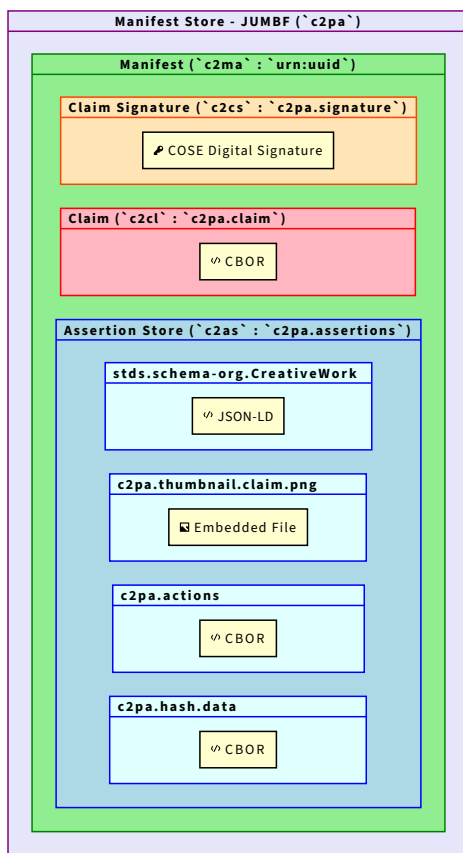 Manifest Store - JUMBF (`c2pa`)
Manifest (`c2ma` : `urn:uuid`)
Claim Signature (`c2cs` : `c2pa.signature`)
COSE Digital Signature
Claim (`c2cl` : `c2pa.claim`)
CBOR
Assertion Store (`c2as` : `c2pa.assertions`)
stds.schema-org.CreativeWork
JSON-LD
c2pa.thumbnail.claim.png
Embedded File
c2pa.actions
CBOR
c2pa.hash.data
CBOR